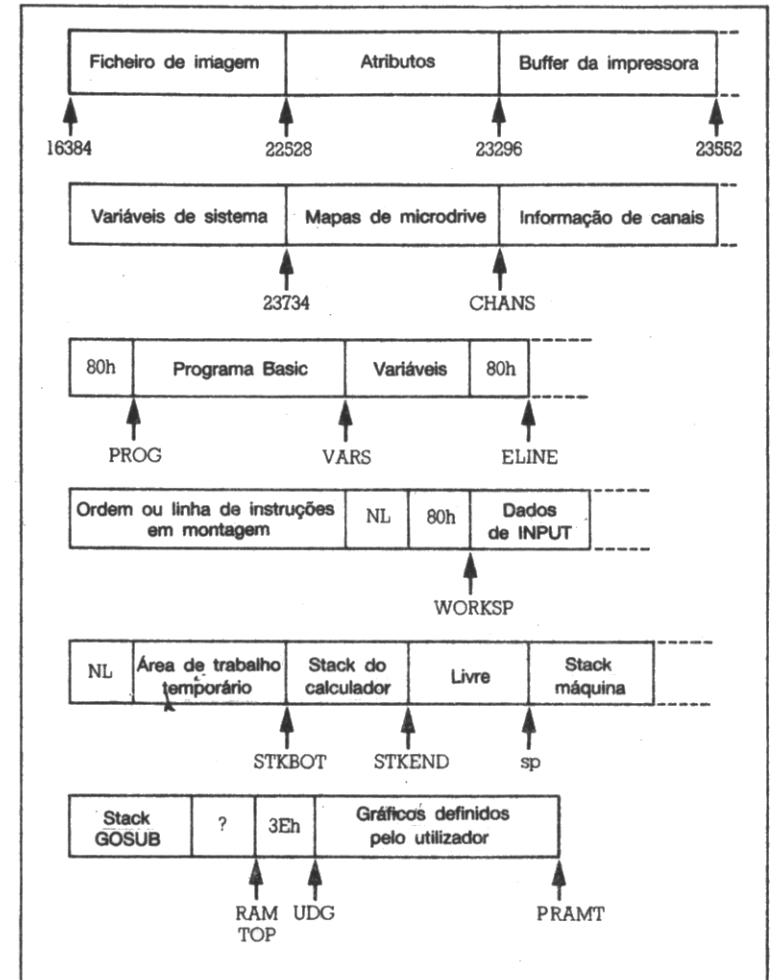 Ficheiro de imagem Atributos Buffer da impressora
16384 22528 23296 23552
Variáveis de sistema Mapas de microdrive Informação de canais
23734 CHANS
80h Programa Basic Variáveis 80h
PROG VARS ELINE
Ordem ou linha de instruções
em montagem
NL 80h
Dados
de INPUT
WORKSP
NL
Área de trabalho
temporário
Stack do
calculador
Livre
Stack
máquina
STKBOT STKEND sp
Stack
GOSUB
? 3Eh
Gráficos definidos
pelo utilizador
RAM
TOP
UDG PRAMT